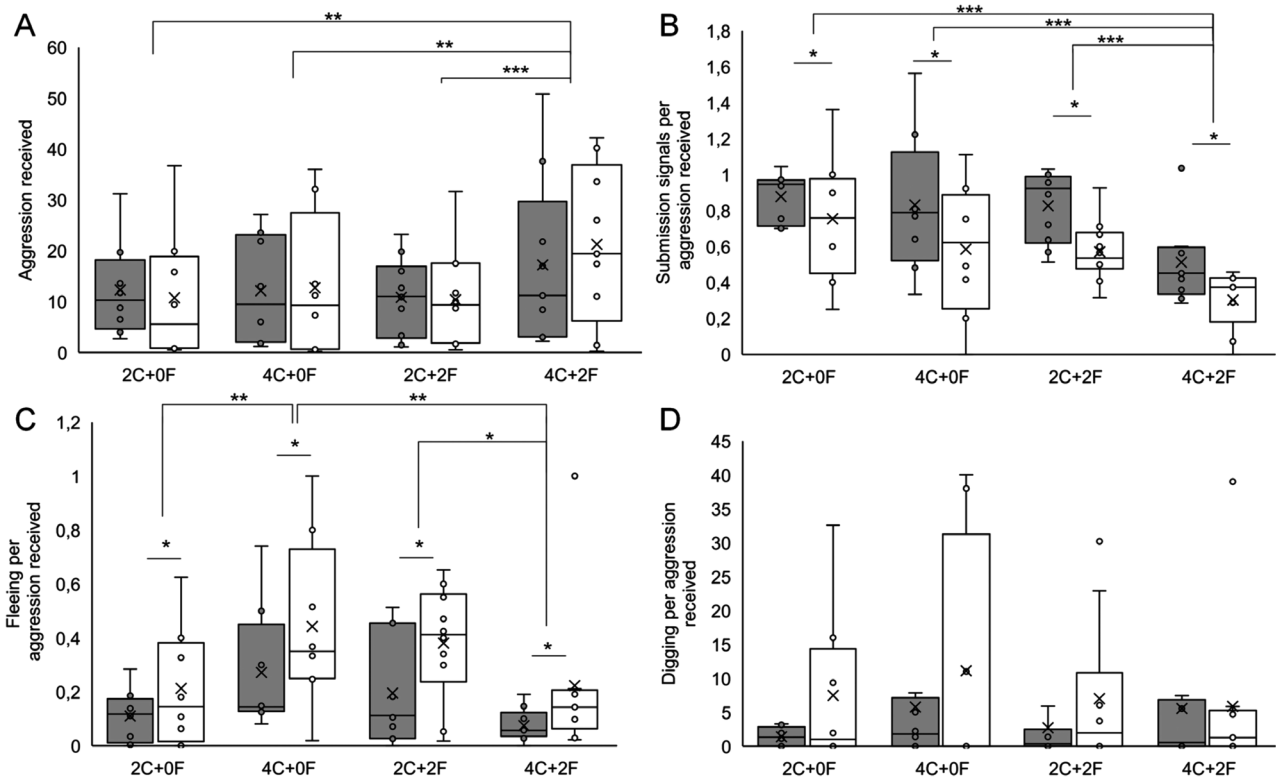 A
**
**
***
Aggression received
60
50
40
30
20
10
0
2C+0F
4C+0F
2C+2F
4C+2F
B
***
***
***
*
*
*
*
Submission signals per
aggression received
1,8
1,6
1,4
1,2
1
0,8
0,6
0,4
0,2
0
2C+0F
4C+0F
2C+2F
4C+2F
C
**
**
*
*
*
*
*
Fleeing per
aggression received
1,2
1
0,8
0,6
0,4
0,2
0
2C+0F
4C+0F
2C+2F
4C+2F
D
Digging per aggression
received
45
40
35
30
25
20
15
10
5
0
2C+0F
4C+0F
2C+2F
4C+2F